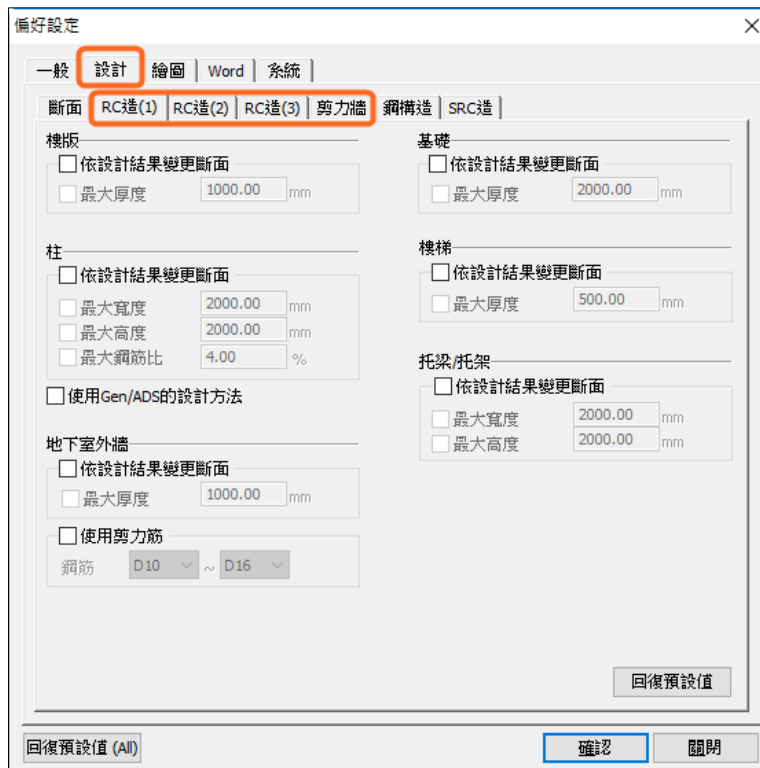 偏好設定
一般 設計 繪圖 Word 系統
斷面 RC造(1) RC造(2) RC造(3) 剪力牆 鋼構造 SRC造
樓版
依設計結果變更斷面
最大厚度 1000.00 mm
柱
依設計結果變更斷面
最大寬度 2000.00 mm
最大高度 2000.00 mm
最大鋼筋比 4.00 %
使用Gen/ADS的設計方法
地下室外牆
依設計結果變更斷面
最大厚度 1000.00 mm
使用剪力筋
鋼筋 D10 ~ D16
基礎
依設計結果變更斷面
最大厚度 2000.00 mm
樓梯
依設計結果變更斷面
最大厚度 500.00 mm
托梁/托架
依設計結果變更斷面
最大寬度 2000.00 mm
最大高度 2000.00 mm
回復預設值
回復預設值 (All) 確認 關閉